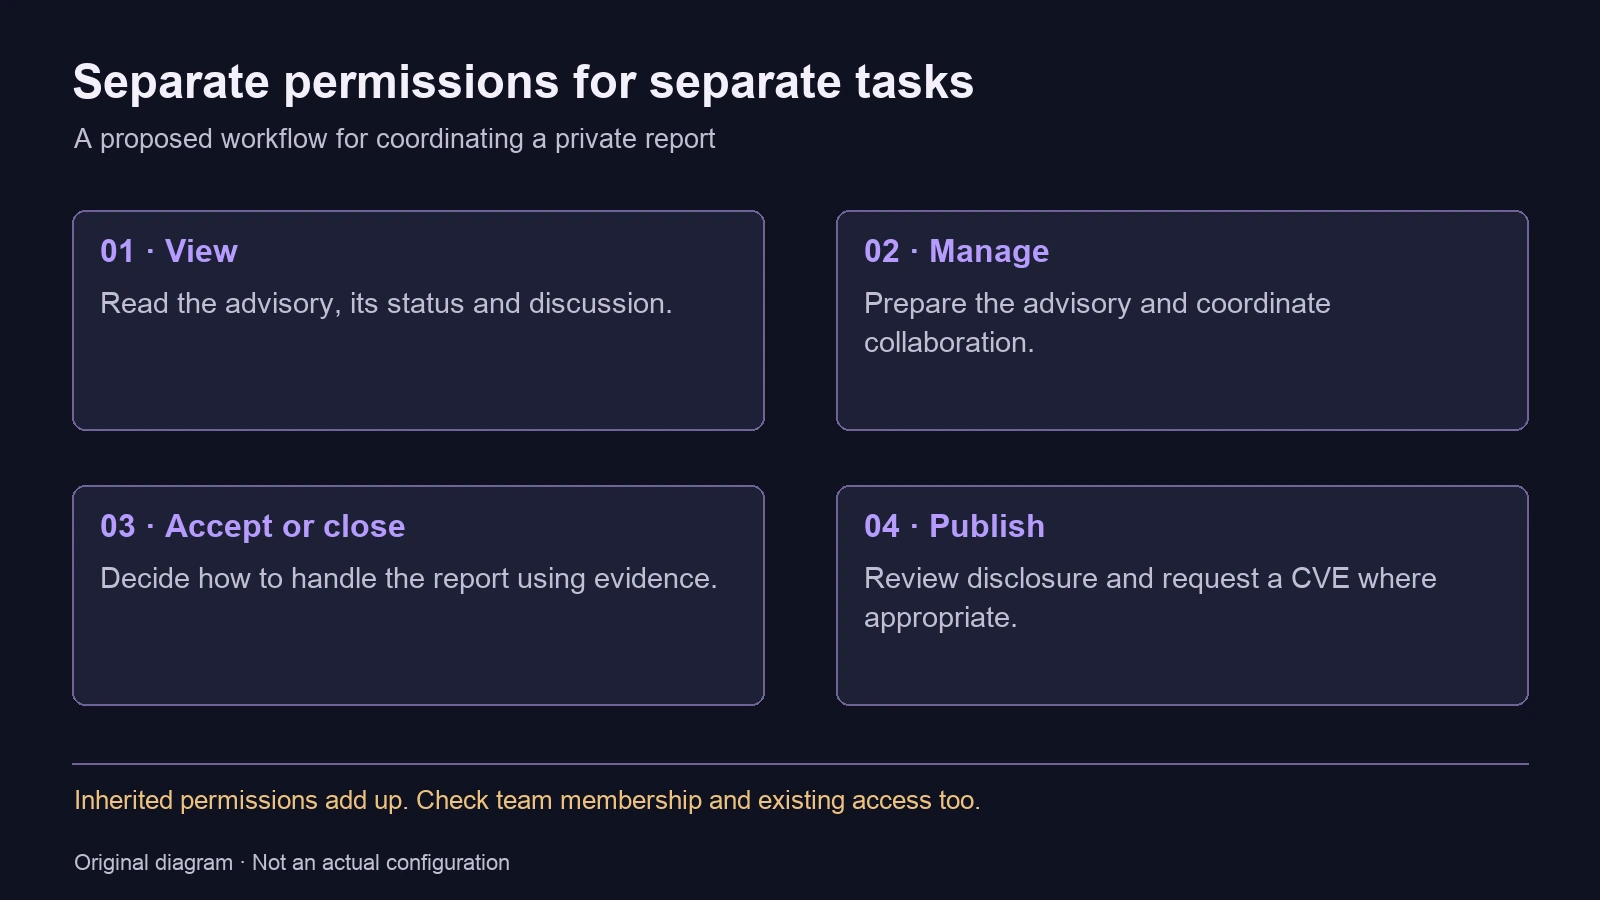 Separate permissions for separate tasks
A proposed workflow for coordinating a private report
01 · View
Read the advisory, its status and discussion.
02 · Manage
Prepare the advisory and coordinate
collaboration.
03 · Accept or close
Decide how to handle the report using evidence.
04 · Publish
Review disclosure and request a CVE where
appropriate.
Inherited permissions add up. Check team membership and existing access too.
Original diagram · Not an actual configuration